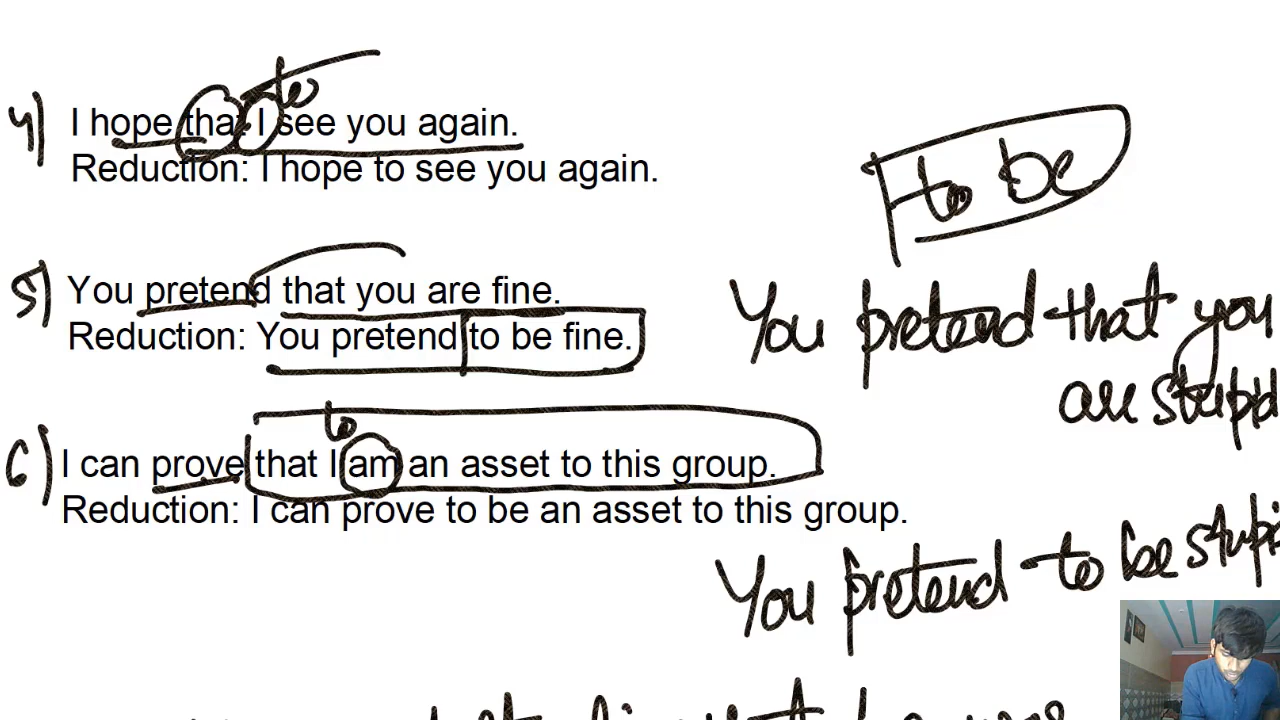 to
4) I hope that I see you again.
Reduction: I hope to see you again.
to be
5) You pretend that you are fine.
Reduction: You pretend to be fine.
You pretend that you
are stupid
to
6) I can prove that I am an asset to this group.
Reduction: I can prove to be an asset to this group.
You pretend to be stupi